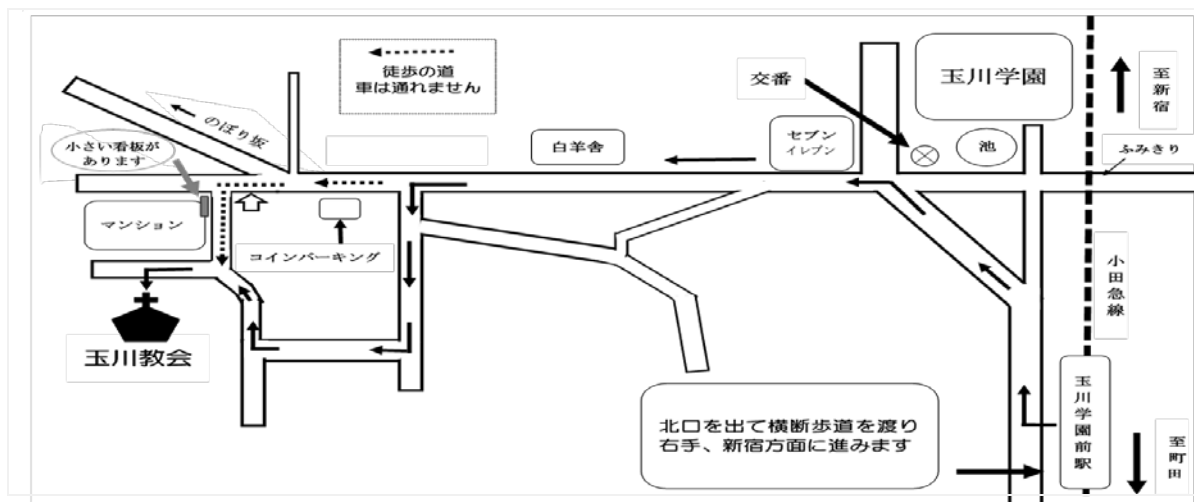 徒歩の道
車は通れません
のぼり坂
小さい看板が
あります
マンション
コインパーキング
玉川教会
白羊舎
セブン
イレブン
交番
玉川学園
池
至新宿
ふみきり
小田急線
玉川学園前駅
至町田
北口を出て横断歩道を渡り
右手、新宿方面に進みます